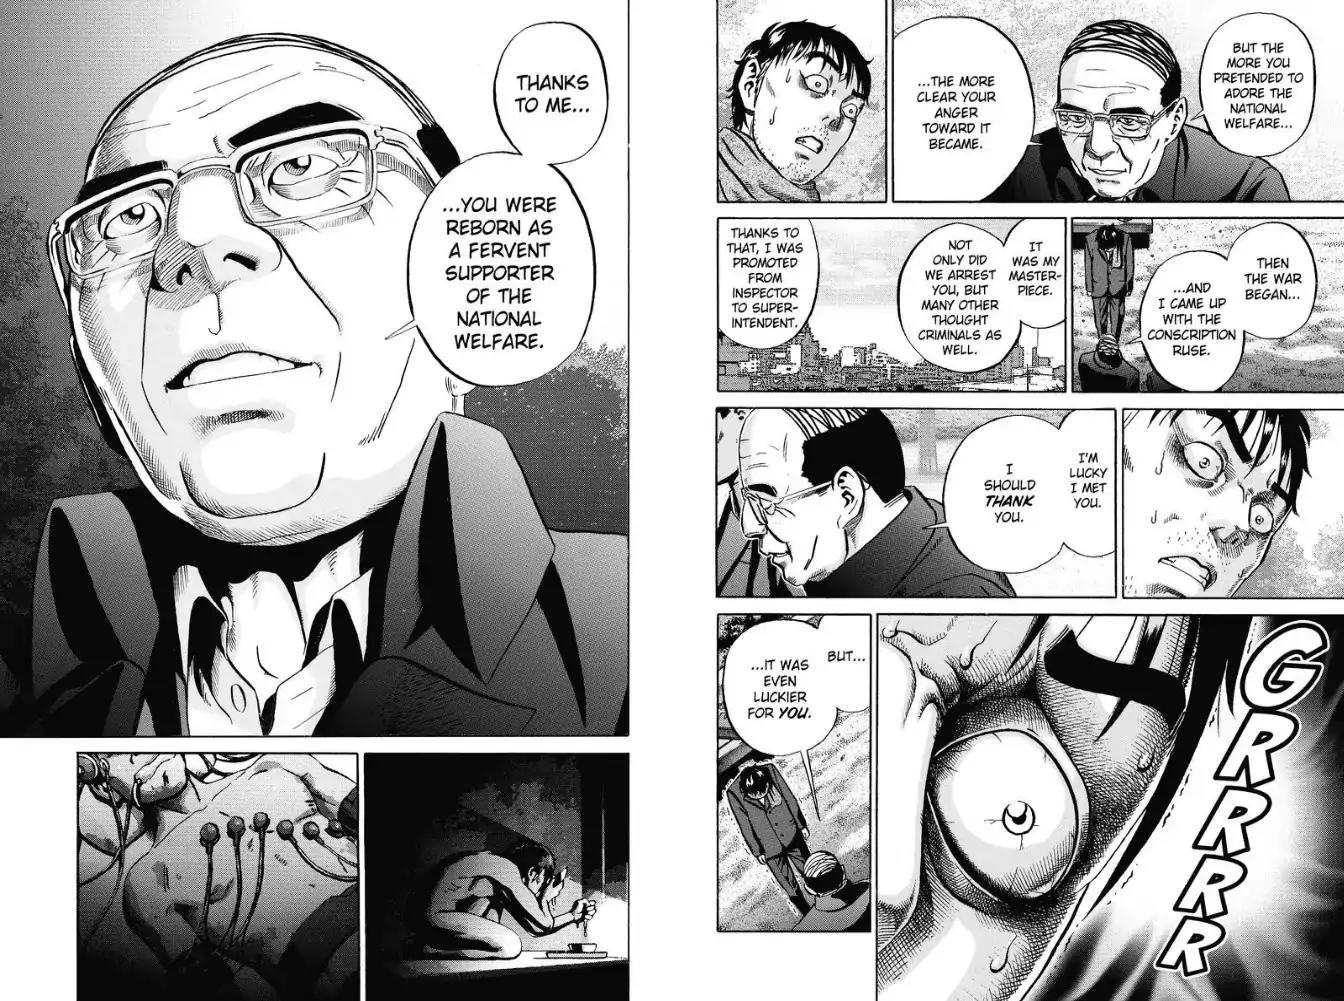 BUT THE
MORE YOU
PRETENDED TO
ADORE THE
NATIONAL
WELFARE...
...THE MORE
CLEAR YOUR
ANGER
TOWARD IT
BECAME.
THEN
THE WAR
BEGAN...
...AND
I CAME UP
WITH THE
CONSCRIPTION
RUSE.
IT
WAS MY
MASTER-
PIECE.
NOT
ONLY DID
WE ARREST
YOU, BUT
MANY OTHER
THOUGHT
CRIMINALS AS
WELL.
THANKS TO
THAT, I WAS
PROMOTED
FROM
INSPECTOR
TO SUPER-
INTENDENT.
I'M
LUCKY
I MET
YOU.
I
SHOULD
THANK
YOU.
GRRRRR
BUT...
...IT WAS
EVEN
LUCKIER
FOR YOU.
THANKS
TO ME...
...YOU WERE
REBORN AS
A FERVENT
SUPPORTER
OF THE
NATIONAL
WELFARE.